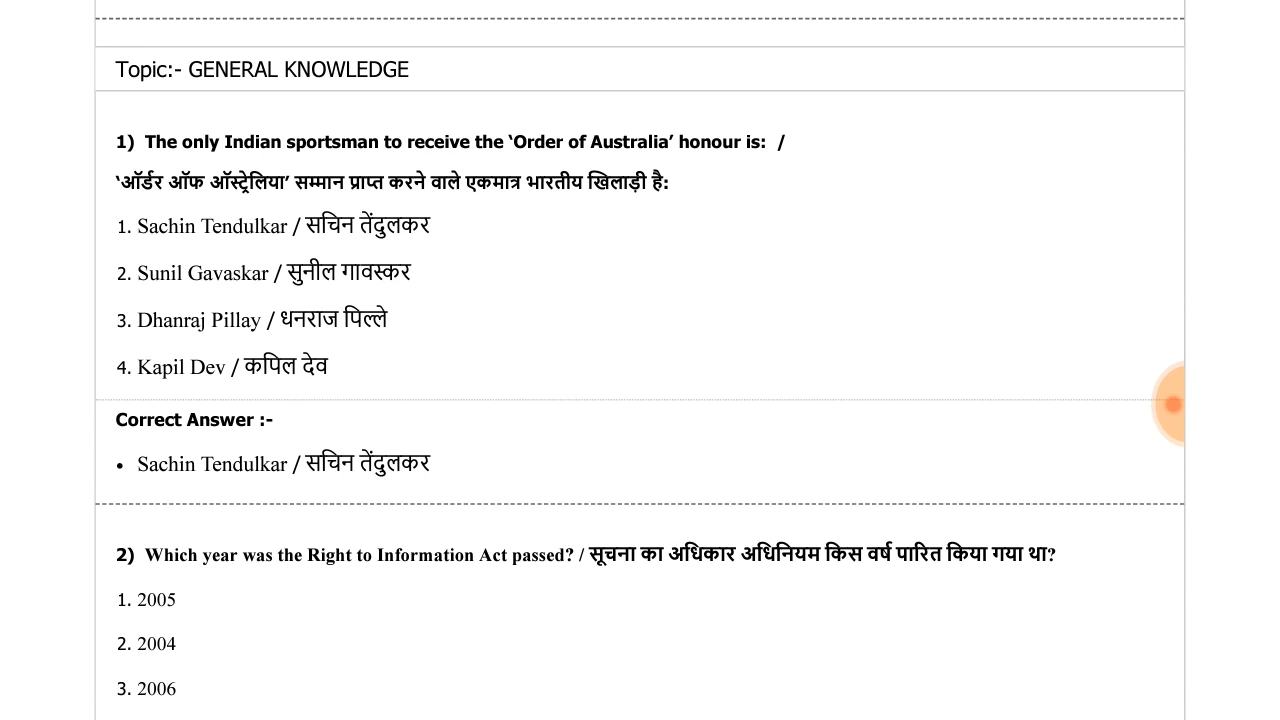 Topic:- GENERAL KNOWLEDGE
1) The only Indian sportsman to receive the ‘Order of Australia’ honour is: /
‘ऑर्डर ऑफ ऑस्ट्रेलिया’ सम्मान प्राप्त करने वाले एकमात्र भारतीय खिलाड़ी है:
1. Sachin Tendulkar / सचिन तेंदुलकर
2. Sunil Gavaskar / सुनील गावस्कर
3. Dhanraj Pillay / धनराज पिल्ले
4. Kapil Dev / कपिल देव
Correct Answer :-
• Sachin Tendulkar / सचिन तेंदुलकर
2) Which year was the Right to Information Act passed? / सूचना का अधिकार अधिनियम किस वर्ष पारित किया गया था?
1. 2005
2. 2004
3. 2006